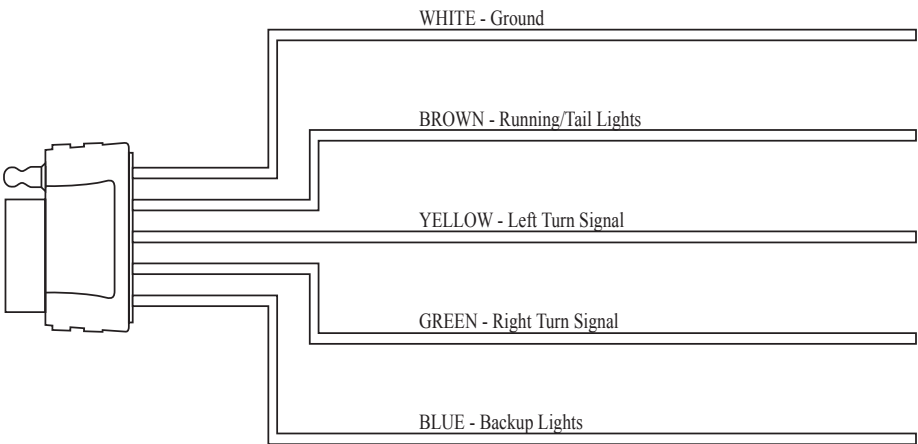 WHITE - Ground
BROWN - Running/Tail Lights
YELLOW - Left Turn Signal
GREEN - Right Turn Signal
BLUE - Backup Lights